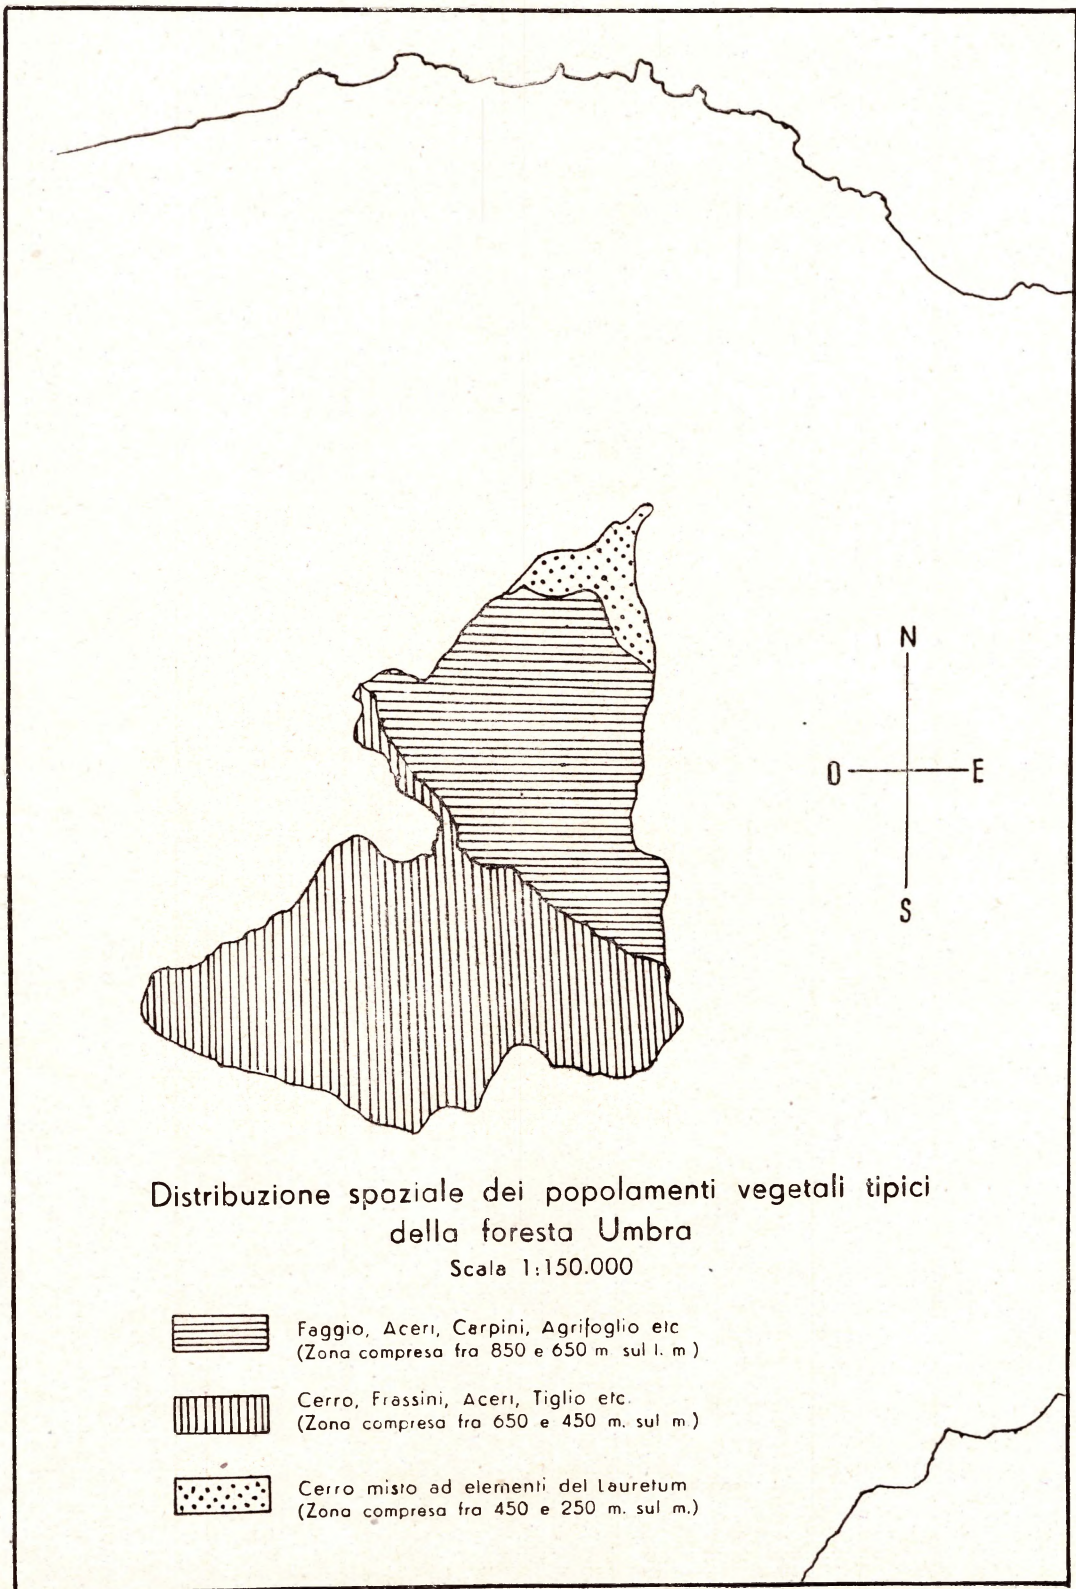 N
O E
S
Distribuzione spaziale dei popolamenti vegetali tipici
della foresta Umbra
Scala 1:150.000
Faggio, Aceri, Carpini, Agrifoglio etc
(Zona compresa fra 850 e 650 m sul l. m)
Cerro, Frassini, Aceri, Tiglio etc.
(Zona compresa fra 650 e 450 m. sul m)
Cerro misto ad elementi del Lauretum
(Zona compresa fra 450 e 250 m. sul m.)